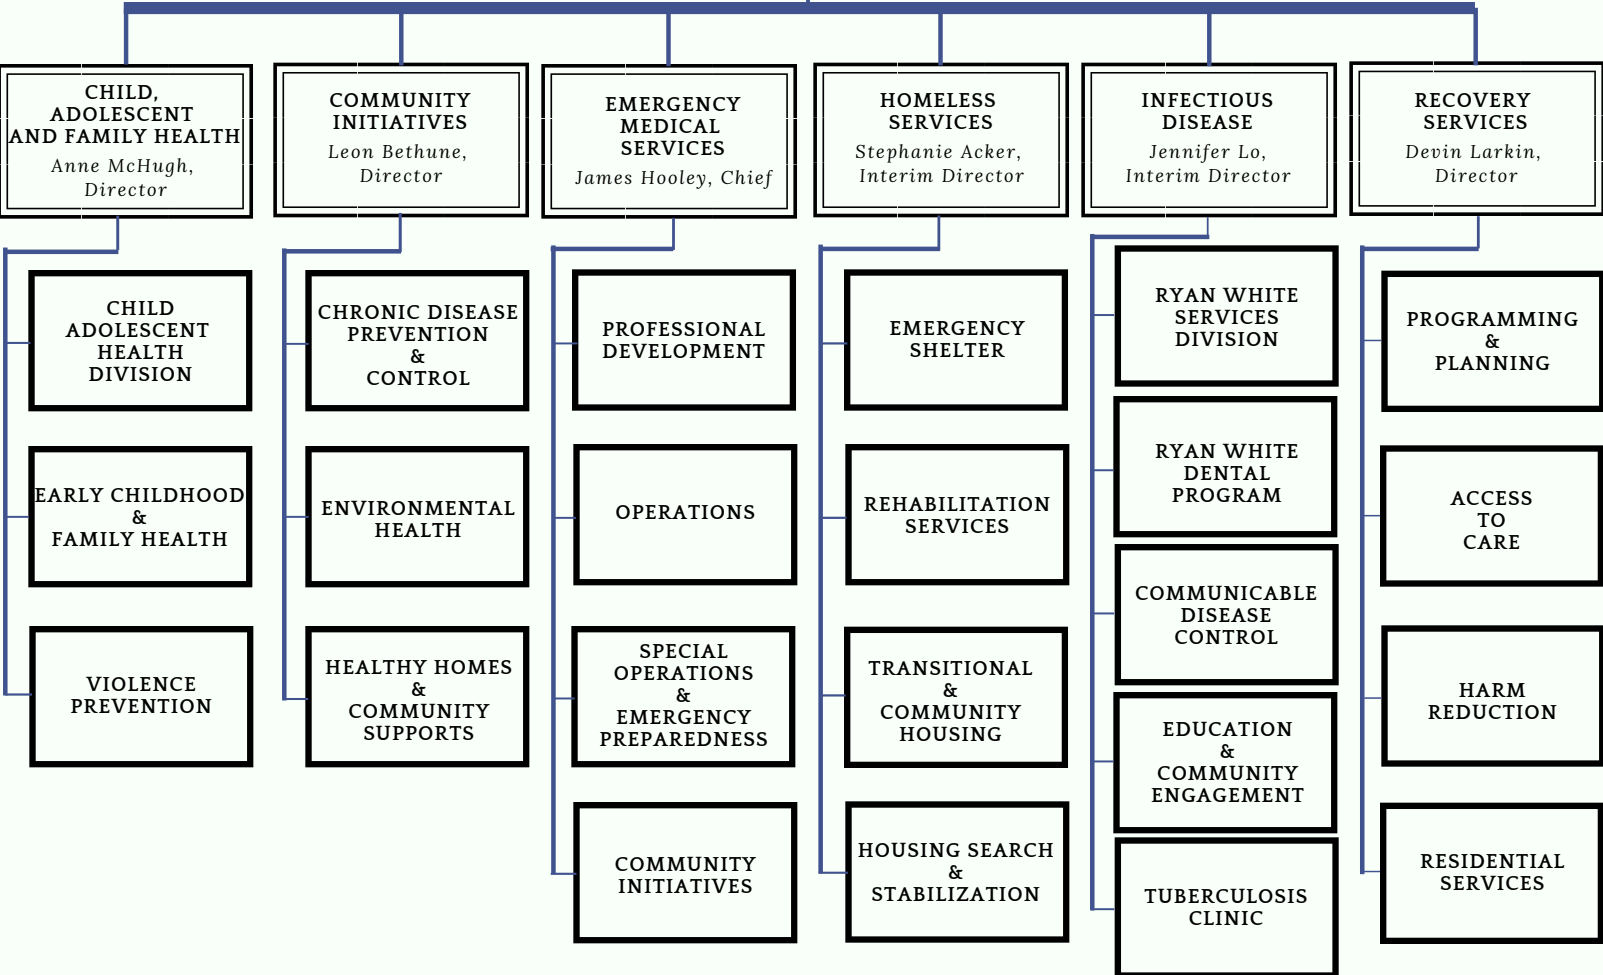 CHILD,
ADOLESCENT
AND FAMILY HEALTH
Anne McHugh,
Director
CHILD
ADOLESCENT
HEALTH
DIVISION
EARLY CHILDHOOD
&
FAMILY HEALTH
VIOLENCE
PREVENTION
COMMUNITY
INITIATIVES
Leon Bethune,
Director
CHRONIC DISEASE
PREVENTION
&
CONTROL
ENVIRONMENTAL
HEALTH
HEALTHY HOMES
&
COMMUNITY
SUPPORTS
EMERGENCY
MEDICAL
SERVICES
James Hooley, Chief
PROFESSIONAL
DEVELOPMENT
OPERATIONS
SPECIAL
OPERATIONS
&
EMERGENCY
PREPAREDNESS
COMMUNITY
INITIATIVES
HOMELESS
SERVICES
Stephanie Acker,
Interim Director
EMERGENCY
SHELTER
REHABILITATION
SERVICES
TRANSITIONAL
&
COMMUNITY
HOUSING
HOUSING SEARCH
&
STABILIZATION
INFECTIOUS
DISEASE
Jennifer Lo,
Interim Director
RYAN WHITE
SERVICES
DIVISION
RYAN WHITE
DENTAL
PROGRAM
COMMUNICABLE
DISEASE
CONTROL
EDUCATION
&
COMMUNITY
ENGAGEMENT
TUBERCULOSIS
CLINIC
RECOVERY
SERVICES
Devin Larkin,
Director
PROGRAMMING
&
PLANNING
ACCESS
TO
CARE
HARM
REDUCTION
RESIDENTIAL
SERVICES